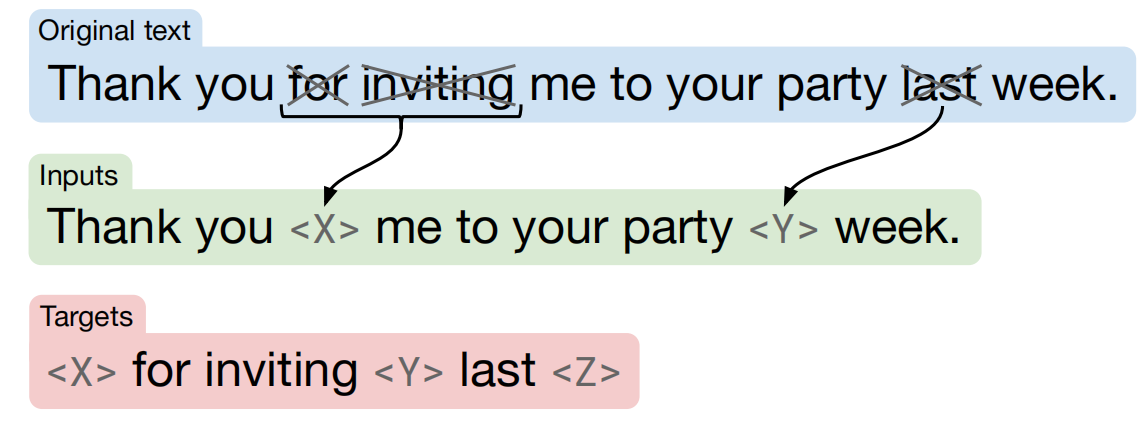 Original text
Thank you for inviting me to your party last week.
Inputs
Thank you <X> me to your party <Y> week.
Targets
<X> for inviting <Y> last <Z>